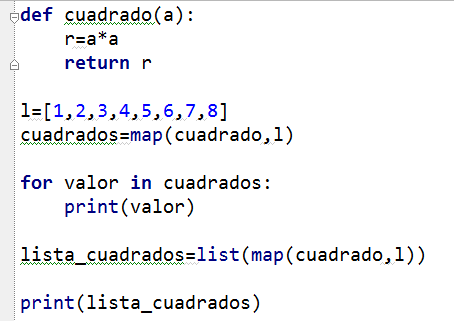 def cuadrado(a):
    r=a*a
    return r
l=[1,2,3,4,5,6,7,8]
cuadrados=map(cuadrado,l)
for valor in cuadrados:
    print(valor)
lista_cuadrados=list(map(cuadrado,l))
print(lista_cuadrados)